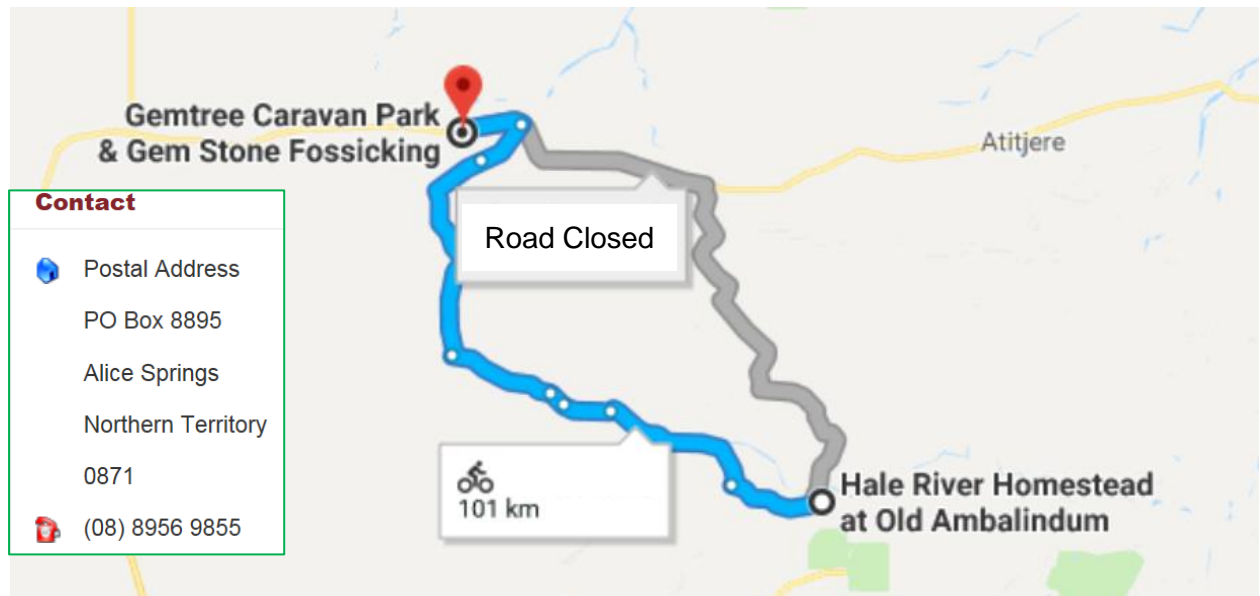 Gemtree Caravan Park
& Gem Stone Fossicking
Atitjere
Contact
Postal Address
PO Box 8895
Alice Springs
Northern Territory
0871
(08) 8956 9855
Road Closed
101 km
Hale River Homestead
at Old Ambalindum